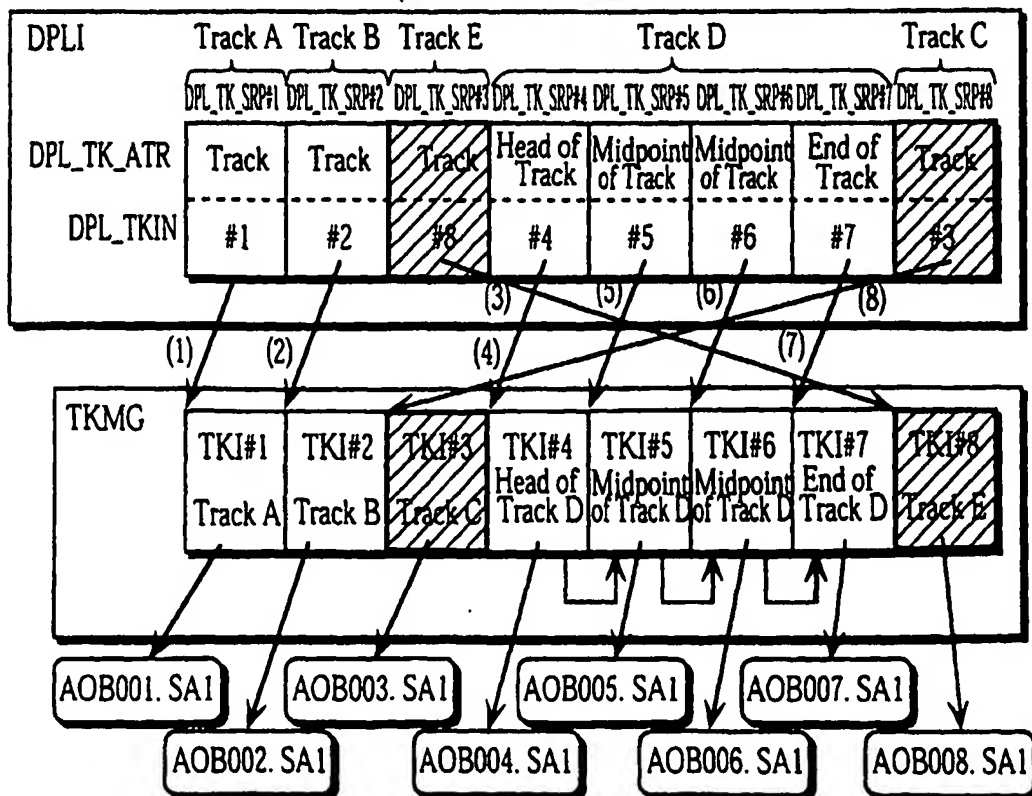 DPLI Track A Track B Track E Track D Track C
DPL_TK_SRP#1 DPL_TK_SRP#2 DPL_TK_SRP#3 DPL_TK_SRP#4 DPL_TK_SRP#5 DPL_TK_SRP#6 DPL_TK_SRP#7 DPL_TK_SRP#8
DPL_TK_ATR Track Track Track Head of Track Midpoint of Track Midpoint of Track End of Track Track
DPL_TKIN #1 #2 #8 #4 #5 #6 #7 #3
(3) (5) (6) (8)
(1) (2) (4) (7)
TKMG TKI#1 TKI#2 TKI#3 TKI#4 TKI#5 TKI#6 TKI#7 TKI#8
Track A Track B Track C Head of Track D Midpoint of Track D Midpoint of Track D End of Track D Track E
AOB001. SA1 AOB003. SA1 AOB005. SA1 AOB007. SA1
AOB002. SA1 AOB004. SA1 AOB006. SA1 AOB008. SA1